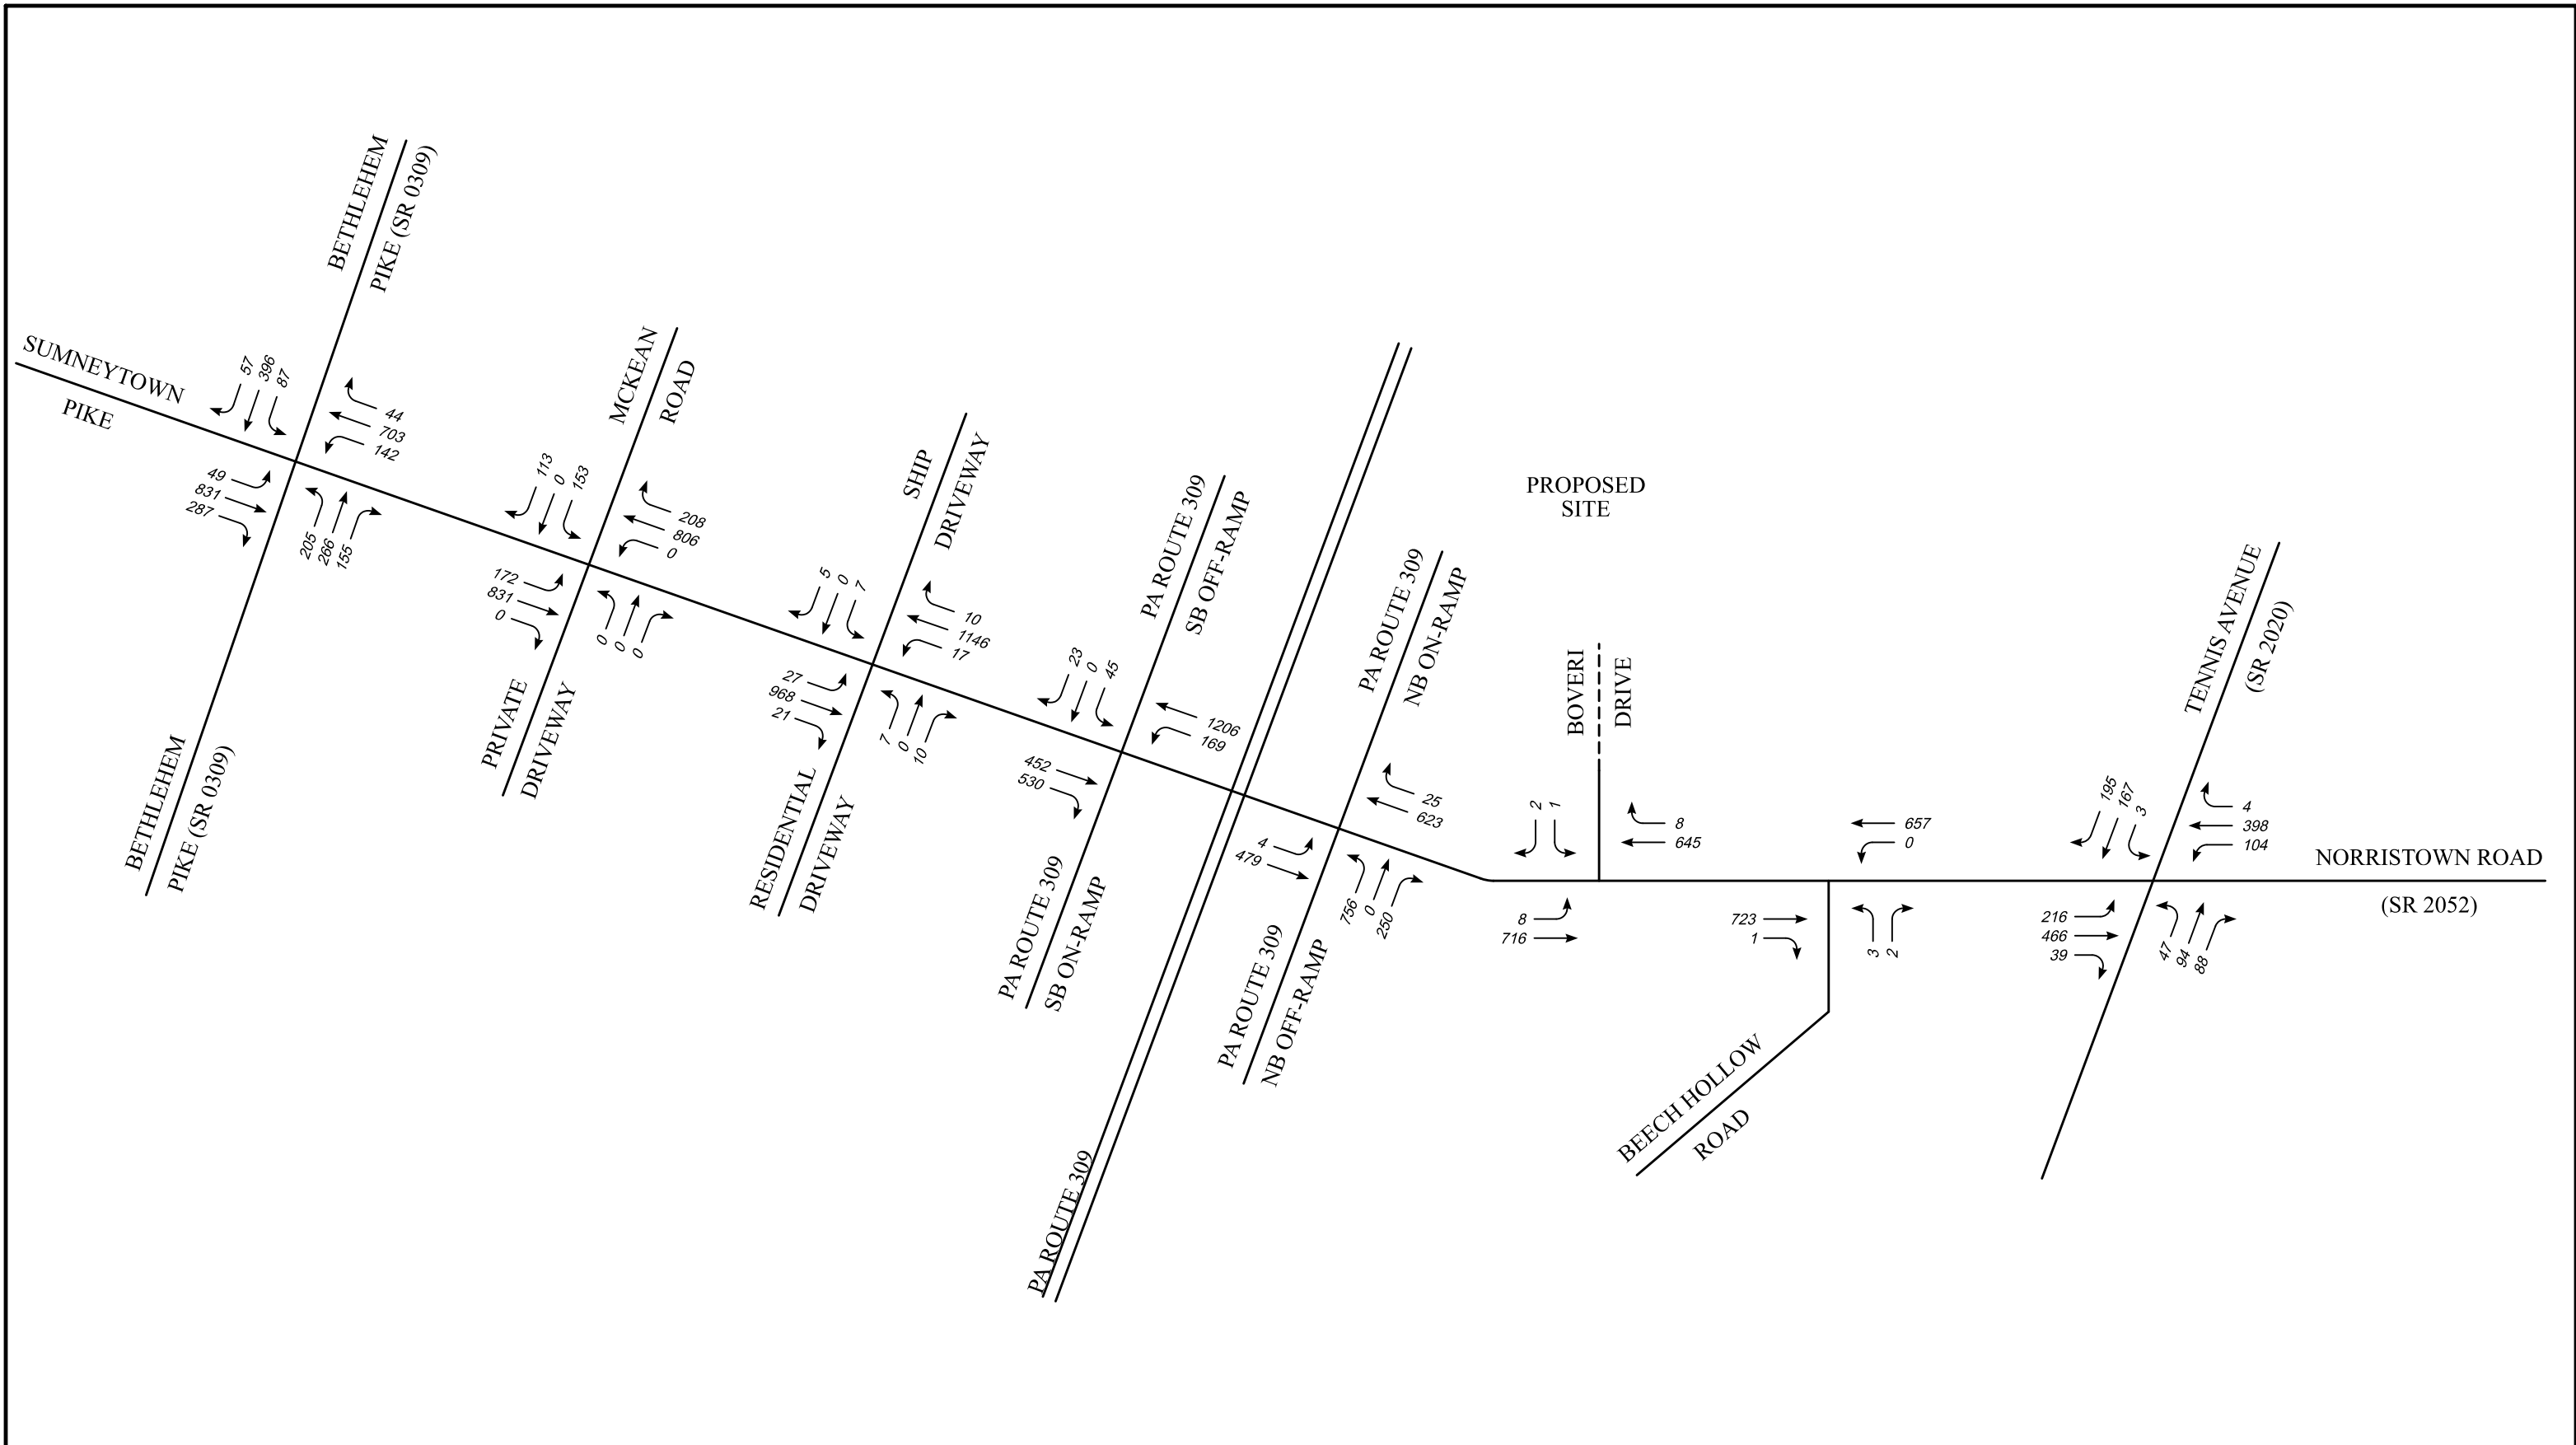 BETHLEHEM
PIKE (SR 0309)
SUMNEYTOWN
PIKE
57
396
87
44
703
142
49
831
287
205
266
155
BETHLEHEM
PIKE (SR 0309)
MCKEAN
ROAD
113
0
153
208
806
0
172
831
0
0
0
0
PRIVATE
DRIVEWAY
SHIP
DRIVEWAY
5
0
7
10
1146
17
27
968
21
7
0
10
RESIDENTIAL
DRIVEWAY
PA ROUTE 309
SB OFF-RAMP
23
0
45
1206
169
452
530
PA ROUTE 309
SB ON-RAMP
PA ROUTE 309
PA ROUTE 309
NB ON-RAMP
25
623
4
479
756
0
250
PA ROUTE 309
NB OFF-RAMP
PROPOSED
SITE
BOVERI
DRIVE
2
1
8
645
8
716
657
0
723
1
3
2
BEECH HOLLOW
ROAD
TENNIS AVENUE
(SR 2020)
195
167
3
4
398
104
216
466
39
47
94
88
NORRISTOWN ROAD
(SR 2052)